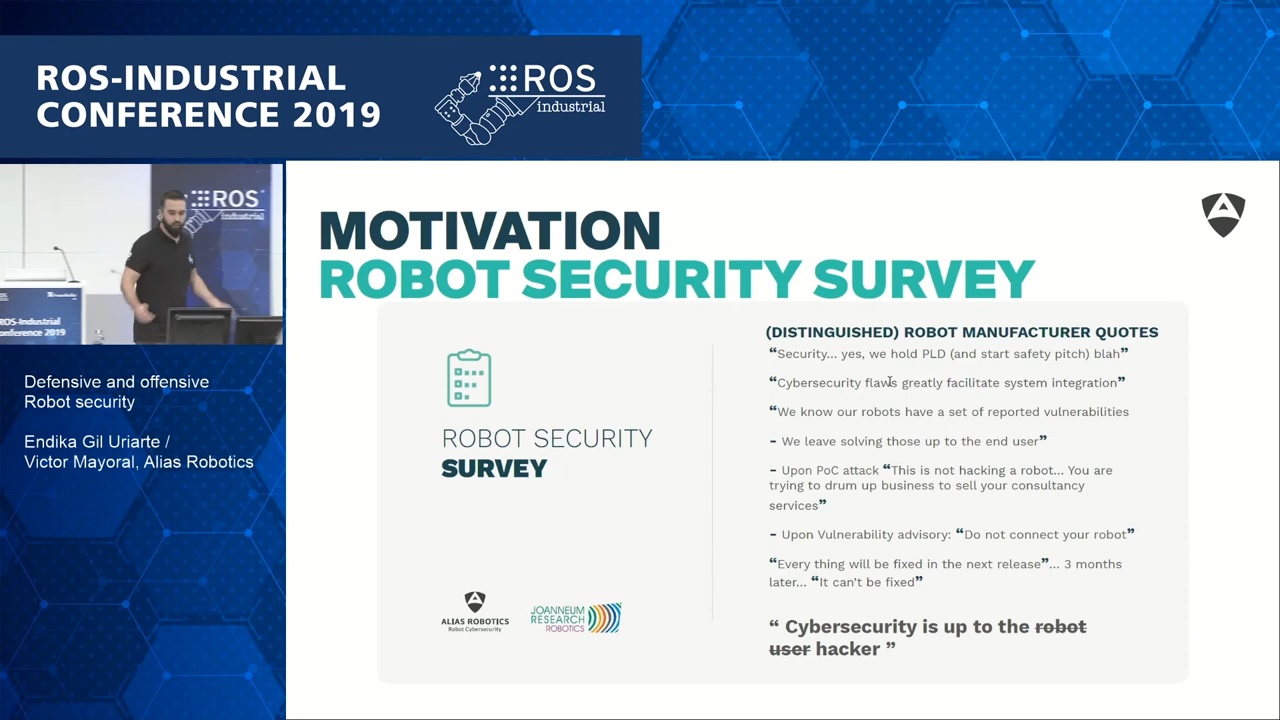 ROS-INDUSTRIAL
CONFERENCE 2019
ROS
industrial
ROS
industrial
ROS-Industrial
onference 2019
Defensive and offensive
Robot security
Endika Gil Uriarte /
Victor Mayoral, Alias Robotics
MOTIVATION
ROBOT SECURITY SURVEY
ROBOT SECURITY
SURVEY
ALIAS ROBOTICS
Robot Cybersecurity
JOANNEUM
RESEARCH
ROBOTICS
(DISTINGUISHED) ROBOT MANUFACTURER QUOTES
“Security... yes, we hold PLD (and start safety pitch) blah”
“Cybersecurity flaws greatly facilitate system integration”
“We know our robots have a set of reported vulnerabilities
- We leave solving those up to the end user”
- Upon PoC attack “This is not hacking a robot... You are
trying to drum up business to sell your consultancy
services”
- Upon Vulnerability advisory: “Do not connect your robot”
“Every thing will be fixed in the next release”... 3 months
later... “It can’t be fixed”
“ Cybersecurity is up to the robot
user hacker ”